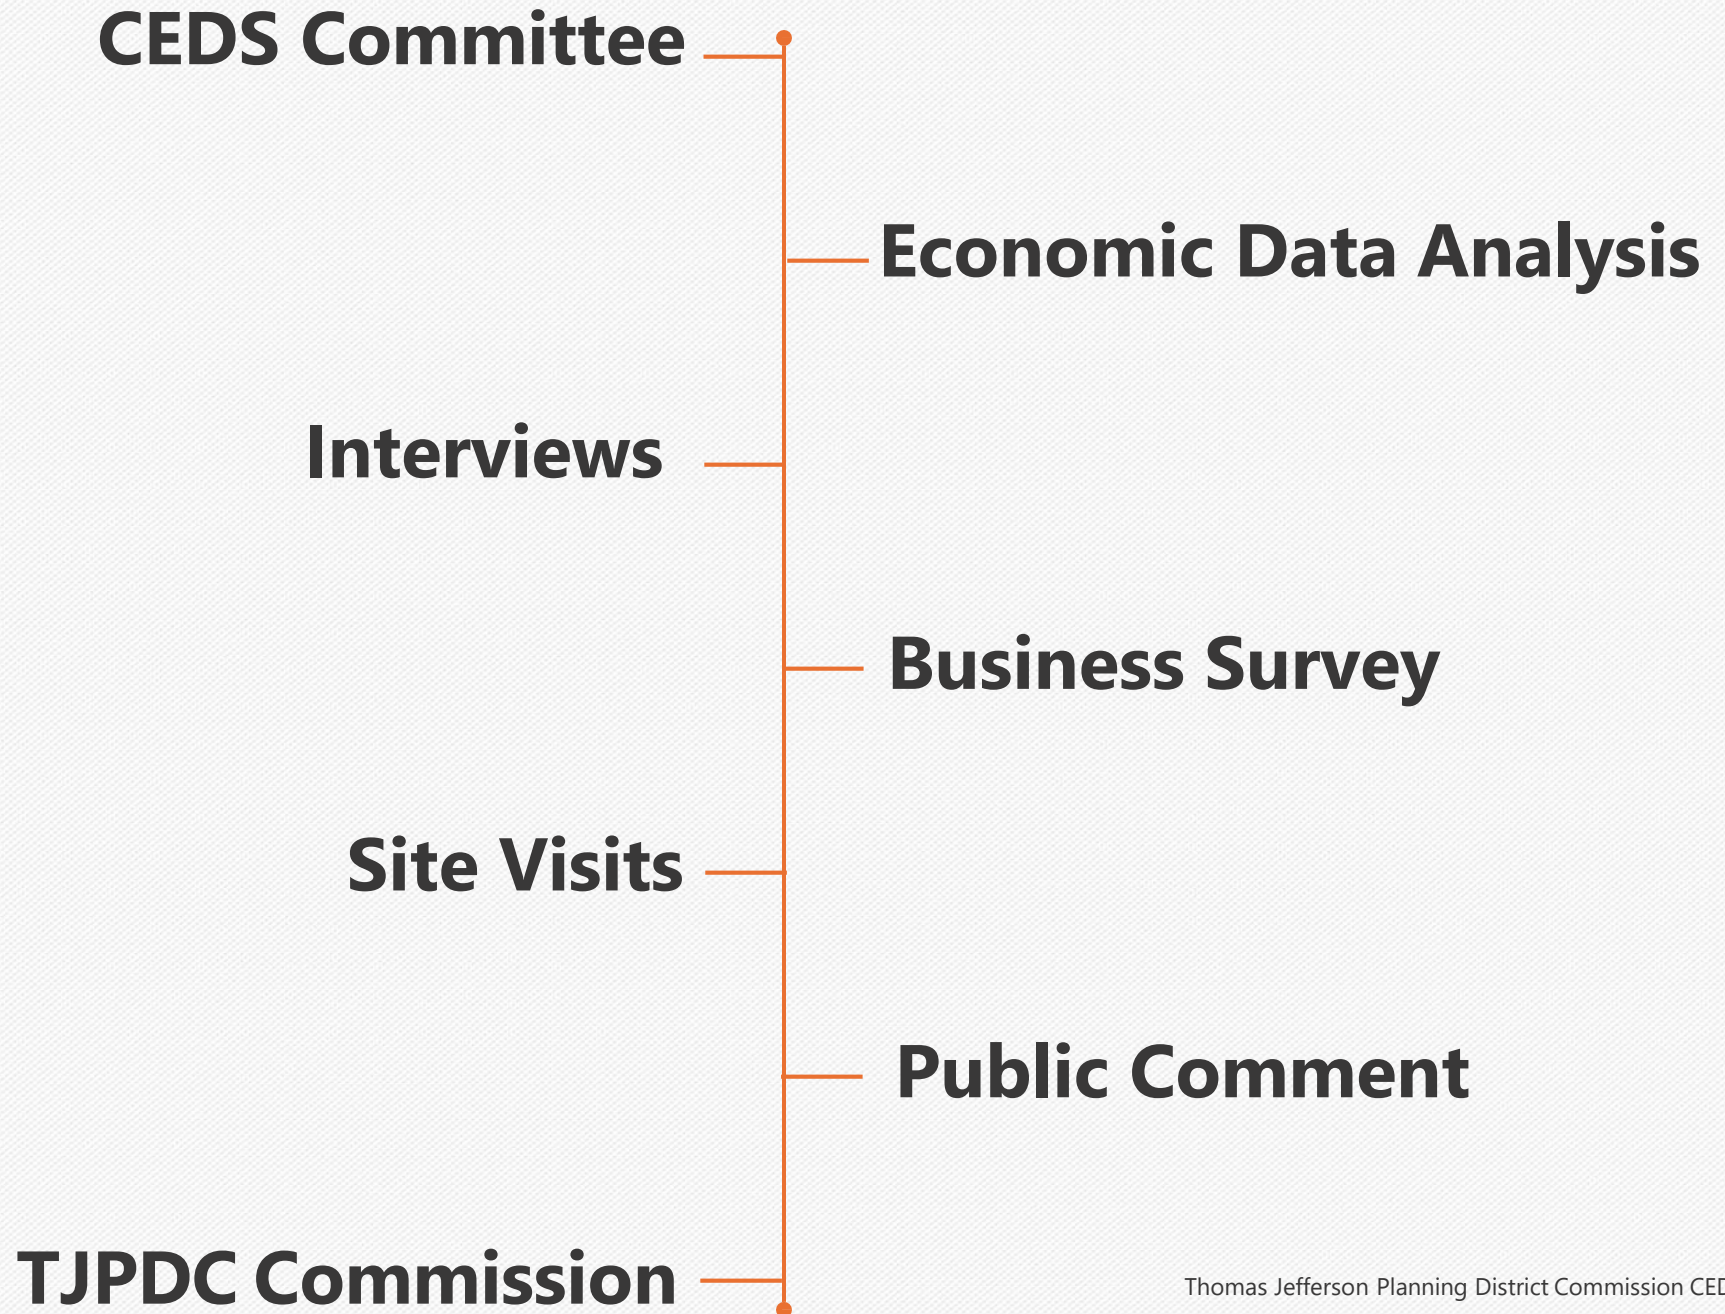 CEDS Committee
Economic Data Analysis
Interviews
Business Survey
Site Visits
Public Comment
TJPDC Commission
Thomas Jefferson Planning District Commission